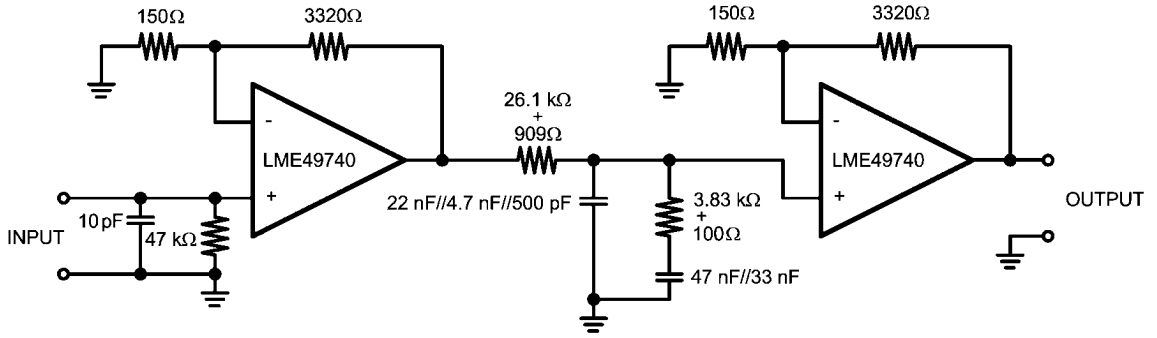 150Ω
3320Ω
150Ω
3320Ω
26.1 kΩ
+
909Ω
-
LME49740
+
-
LME49740
+
INPUT
10 pF
47 kΩ
22 nF//4.7 nF//500 pF
3.83 kΩ
+
100Ω
47 nF//33 nF
OUTPUT